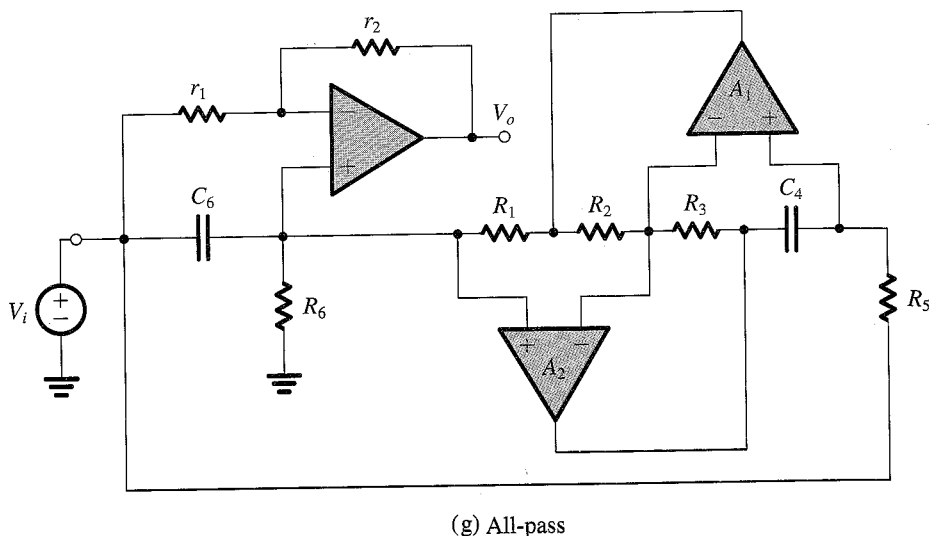 r₂
r₁
−
+
Vₒ
A₁
− +
C₆
R₁
R₂
R₃
C₄
Vᵢ
+
−
R₆
R₅
+ −
A₂
(g) All-pass